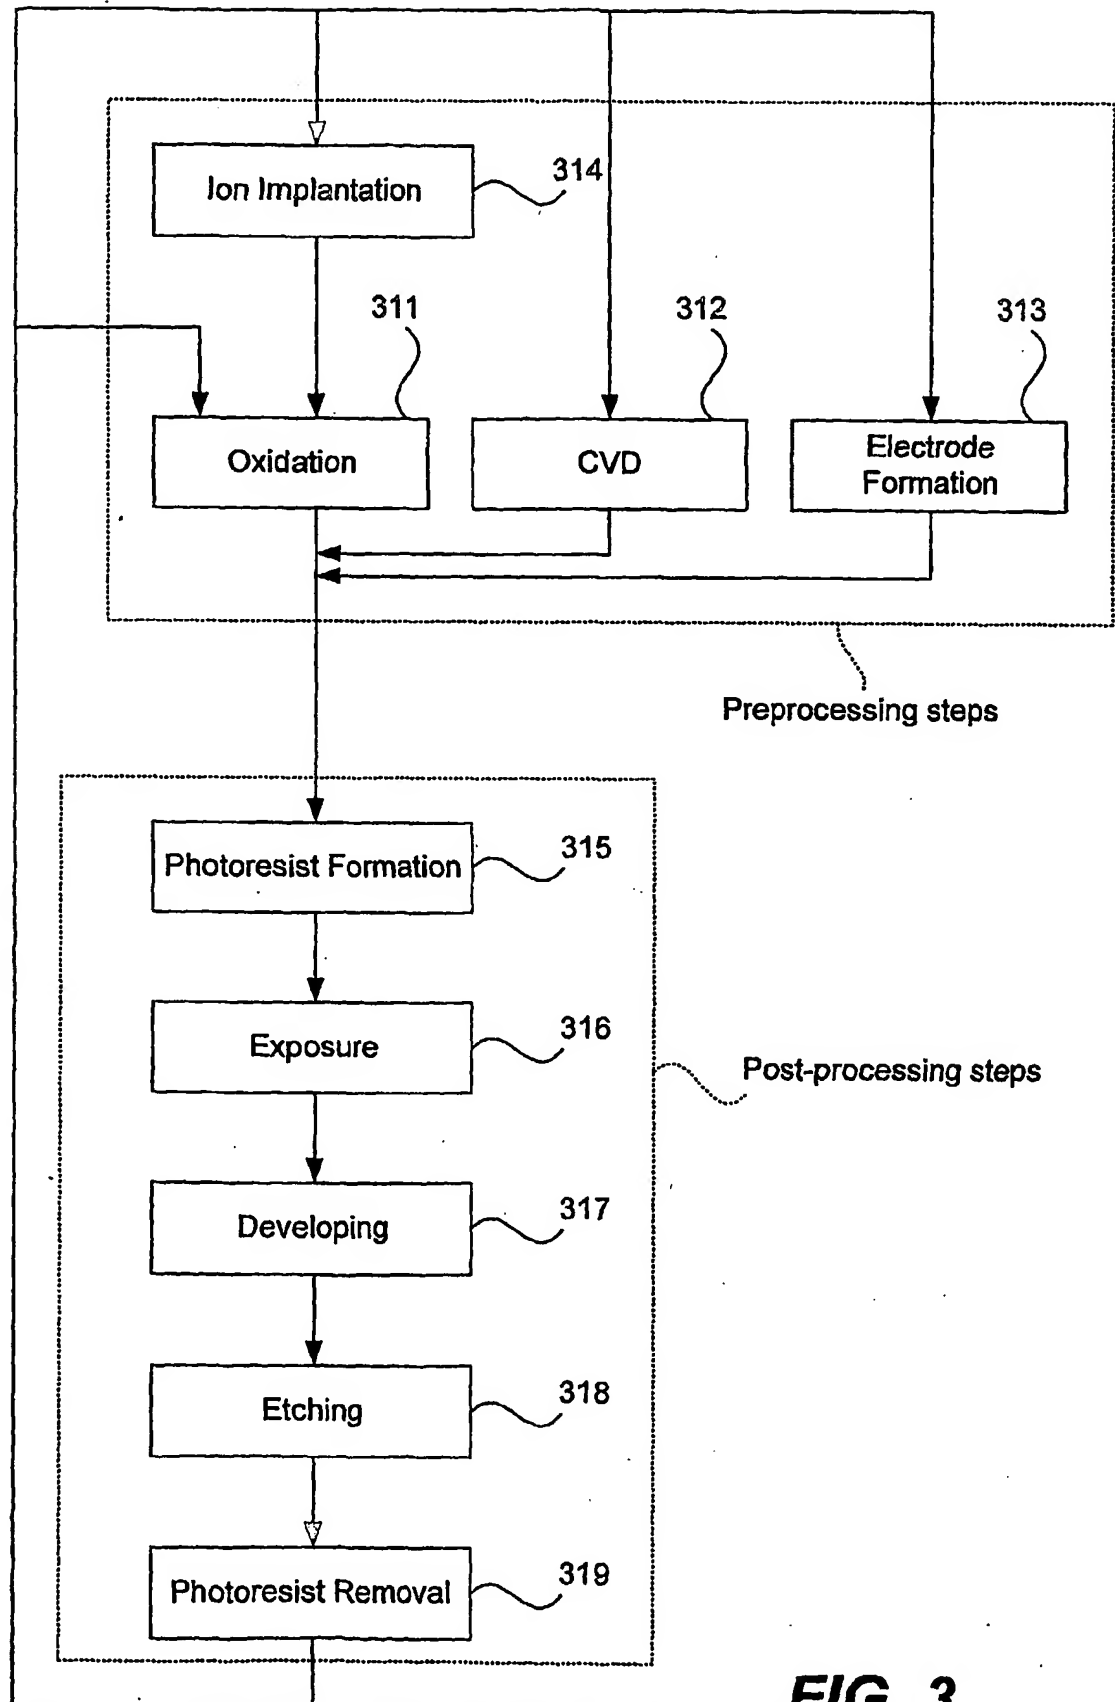 314
Ion Implantation
311
312
313
Oxidation
CVD
Electrode
Formation
Preprocessing steps
315
Photoresist Formation
316
Exposure
Post-processing steps
317
Developing
318
Etching
319
Photoresist Removal
FIG. 3